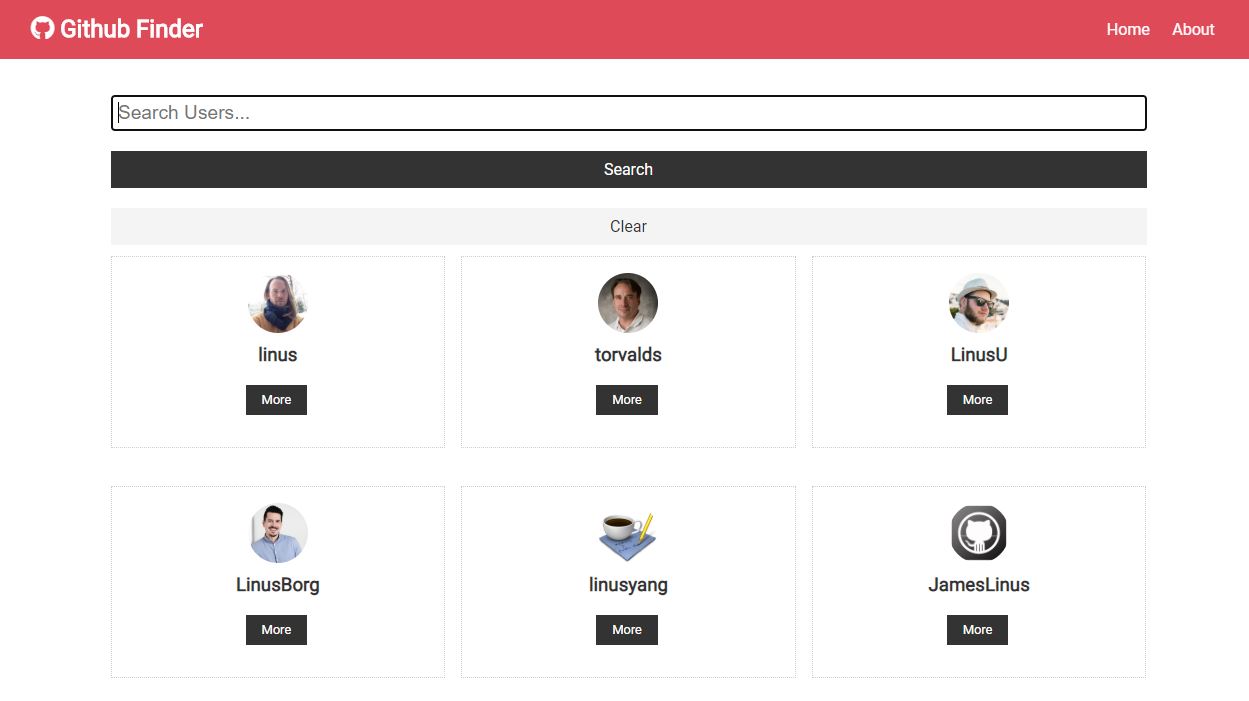 Github Finder
Home
About
Search Users...
Search
Clear
linus
torvalds
LinusU
More
More
More
LinusBorg
linusyang
JamesLinus
More
More
More